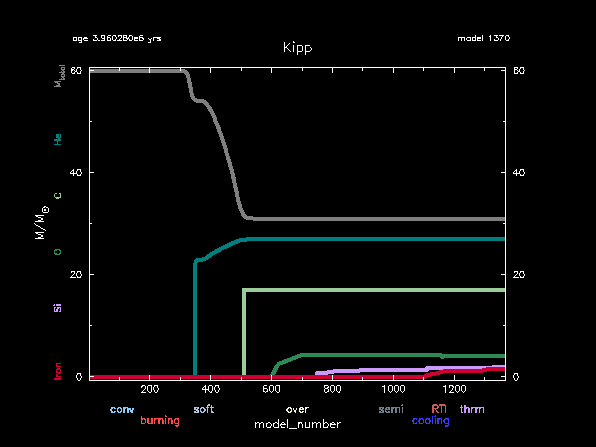 age 3.960280e6 yrs
model 1370
Kipp
M_total
He
C
O
Si
Iron
M/M☉
60
40
20
0
60
40
20
0
200 400 600 800 1000 1200
conv soft over semi RTI thrm
burning cooling
model_number